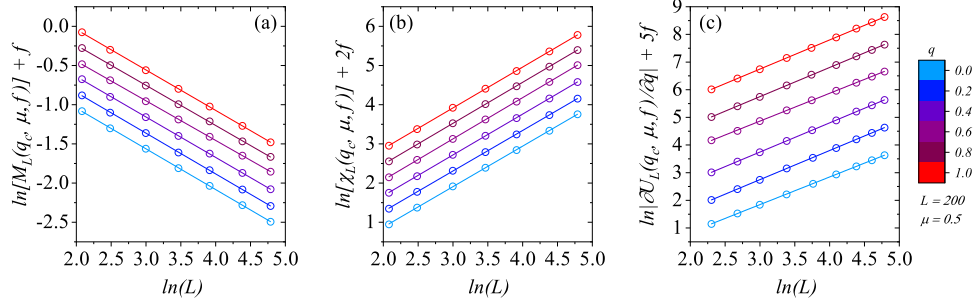 (a)
ln[M_L(q_c, μ, f)] + f
0.0
-0.5
-1.0
-1.5
-2.0
-2.5
2.0 2.5 3.0 3.5 4.0 4.5 5.0
ln(L)
(b)
ln[χ_L(q_c, μ, f)] + 2f
6
5
4
3
2
1
2.0 2.5 3.0 3.5 4.0 4.5 5.0
ln(L)
(c)
ln|∂U_L(q_c, μ, f)/∂q| + 5f
9
8
7
6
5
4
3
2
1
2.0 2.5 3.0 3.5 4.0 4.5 5.0
ln(L)
q
0.0
0.2
0.4
0.6
0.8
1.0
L = 200
μ = 0.5